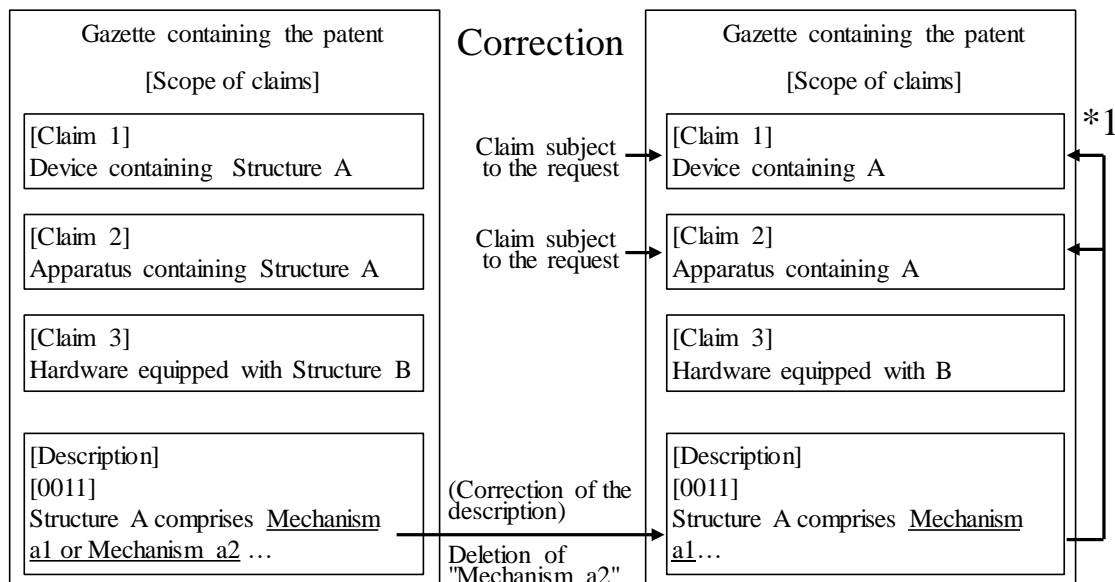 Gazette containing the patent
[Scope of claims]
[Claim 1]
Device containing Structure A
[Claim 2]
Apparatus containing Structure A
[Claim 3]
Hardware equipped with Structure B
[Description]
[0011]
Structure A comprises Mechanism
a1 or Mechanism a2 …
Correction
Claim subject
to the request
Claim subject
to the request
(Correction of the
description)
Deletion of
"Mechanism a2"
Gazette containing the patent
[Scope of claims]
[Claim 1]
Device containing A
[Claim 2]
Apparatus containing A
[Claim 3]
Hardware equipped with B
[Description]
[0011]
Structure A comprises Mechanism
a1…
*1